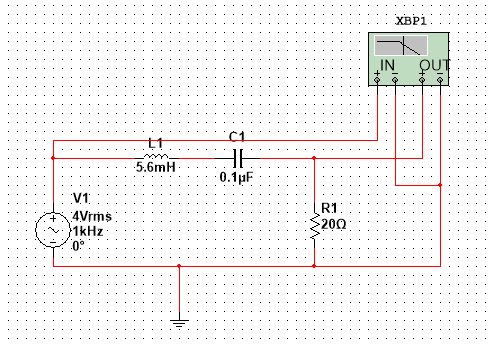 XBP1
IN OUT
L1
5.6mH
C1
0.1µF
V1
4Vrms
1kHz
0°
R1
20Ω